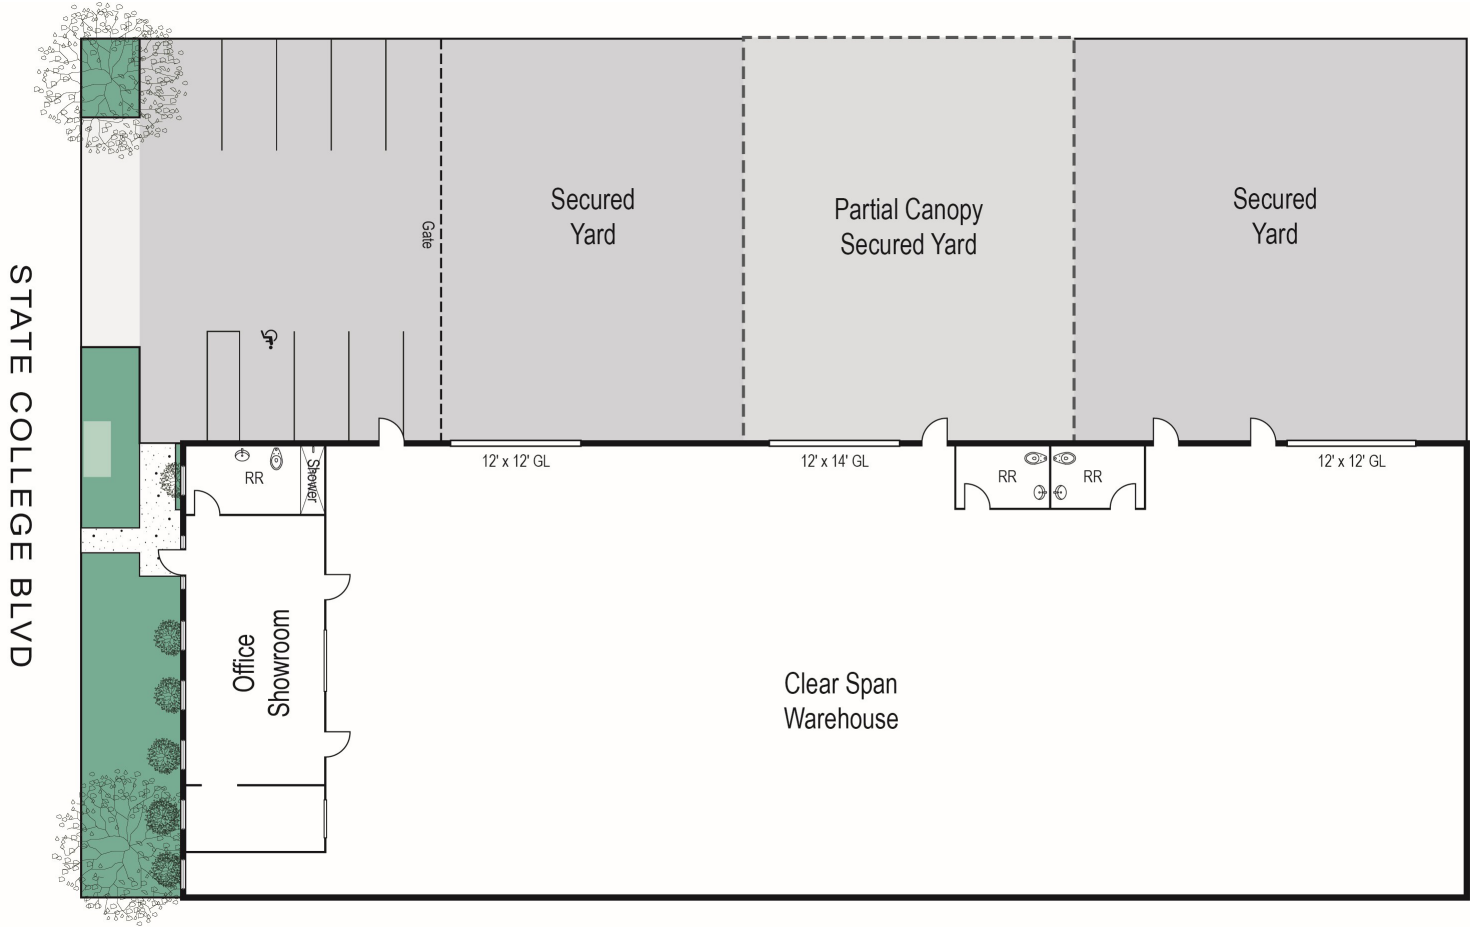 STATE COLLEGE BLVD
Gate
Secured
Yard
Partial Canopy
Secured Yard
Secured
Yard
12' x 12' GL
12' x 14' GL
12' x 12' GL
RR
Shower
RR
RR
Office
Showroom
Clear Span
Warehouse